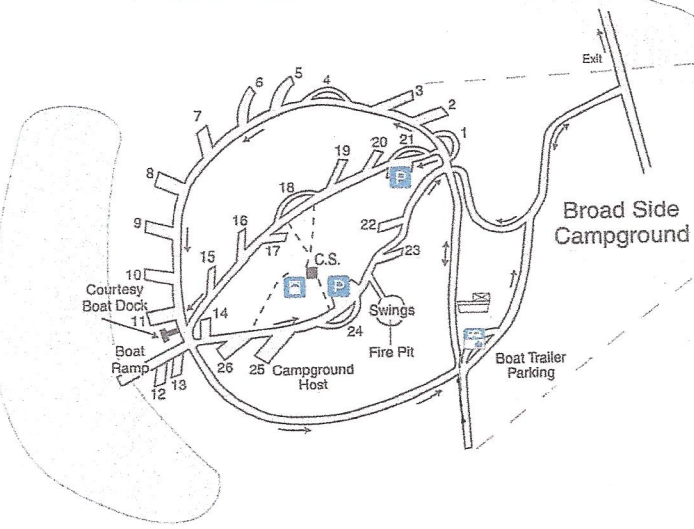 Exit
Broad Side
Campground
1
2
3
4
5
6
7
8
9
10
11
12
13
14
15
16
17
18
19
20
21
22
23
24
25
26
P
P
C.S.
Swings
Fire Pit
Campground
Host
Courtesy
Boat Dock
Boat
Ramp
Boat Trailer
Parking